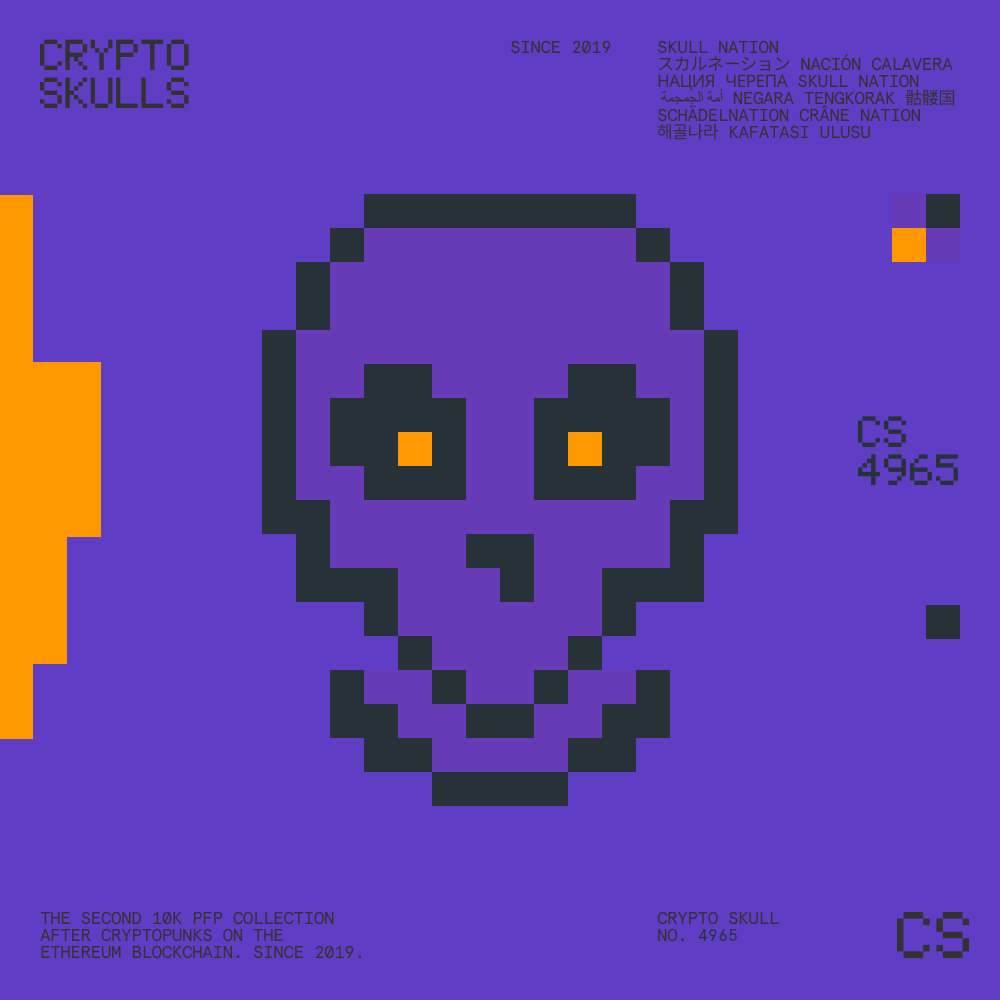 CRYPTO
SKULLS
SINCE 2019
SKULL NATION
スカルネーション NACIÓN CALAVERA
НАЦИЯ ЧЕРЕПА SKULL NATION
أمة الجمجمة NEGARA TENGKORAK 骷髅国
SCHÄDELNATION CRÂNE NATION
해골나라 KAFATASI ULUSU
CS
4965
THE SECOND 10K PFP COLLECTION
AFTER CRYPTOPUNKS ON THE
ETHEREUM BLOCKCHAIN. SINCE 2019.
CRYPTO SKULL
NO. 4965
CS